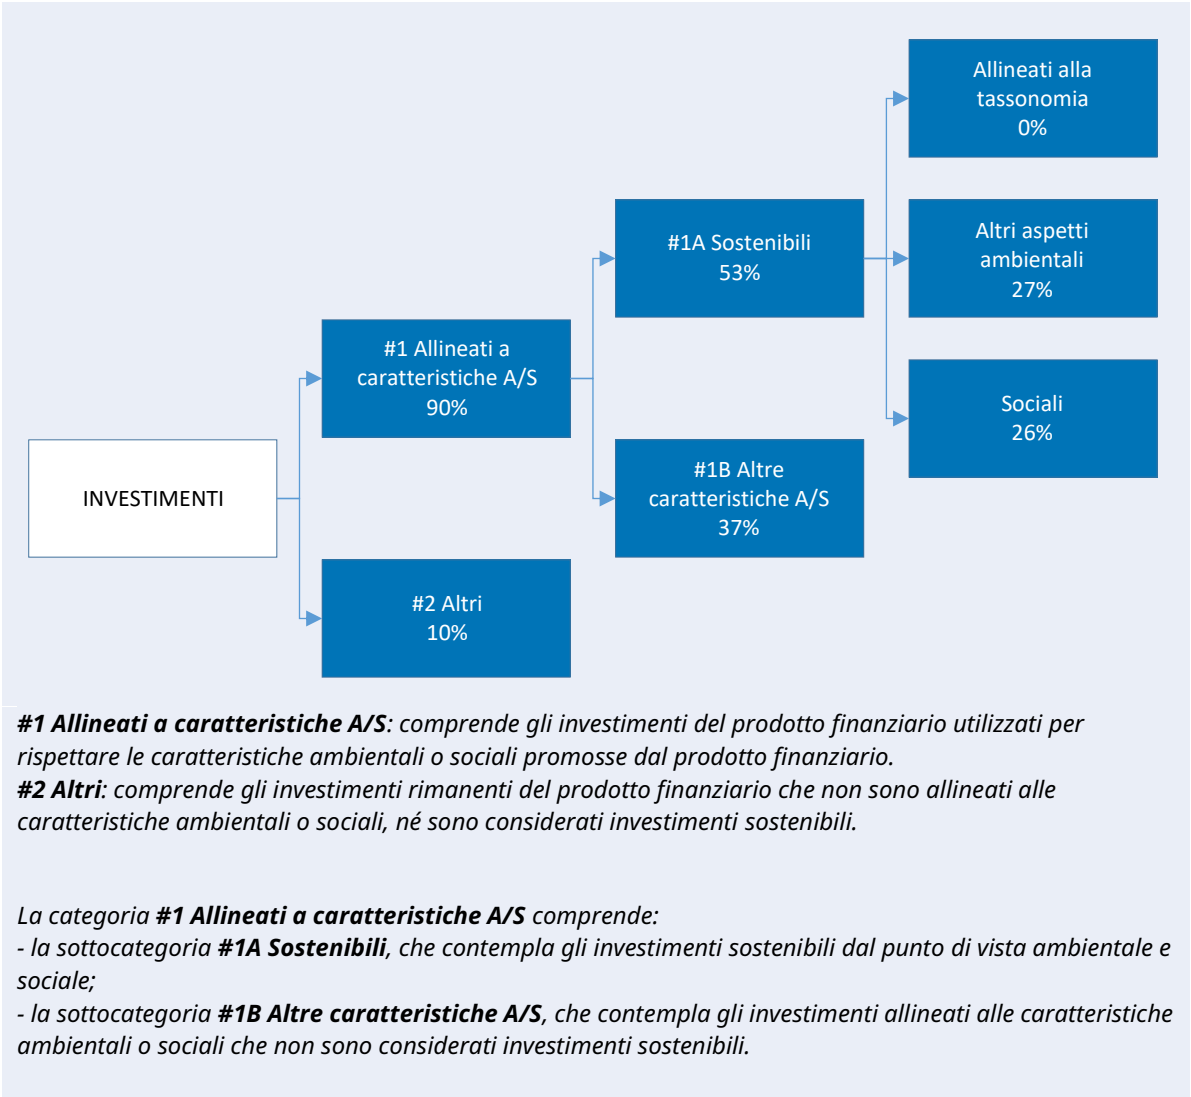 Allineati alla
tassonomia
0%
#1A Sostenibili
53%
Altri aspetti
ambientali
27%
#1 Allineati a
caratteristiche A/S
90%
Sociali
26%
INVESTIMENTI
#1B Altre
caratteristiche A/S
37%
#2 Altri
10%
#1 Allineati a caratteristiche A/S: comprende gli investimenti del prodotto finanziario utilizzati per
rispettare le caratteristiche ambientali o sociali promosse dal prodotto finanziario.
#2 Altri: comprende gli investimenti rimanenti del prodotto finanziario che non sono allineati alle
caratteristiche ambientali o sociali, né sono considerati investimenti sostenibili.
La categoria #1 Allineati a caratteristiche A/S comprende:
- la sottocategoria #1A Sostenibili, che contempla gli investimenti sostenibili dal punto di vista ambientale e
sociale;
- la sottocategoria #1B Altre caratteristiche A/S, che contempla gli investimenti allineati alle caratteristiche
ambientali o sociali che non sono considerati investimenti sostenibili.